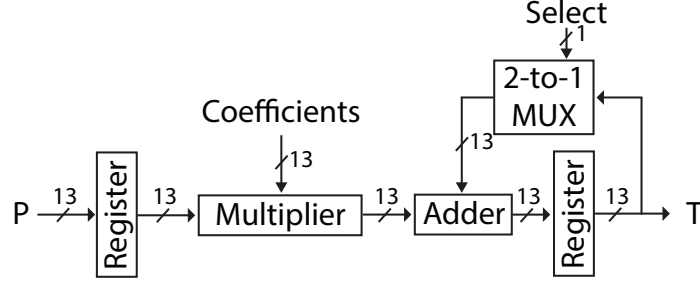 Select
1
2-to-1
MUX
Coefficients
13
13
P
13
Register
13
Multiplier
13
Adder
13
Register
13
T